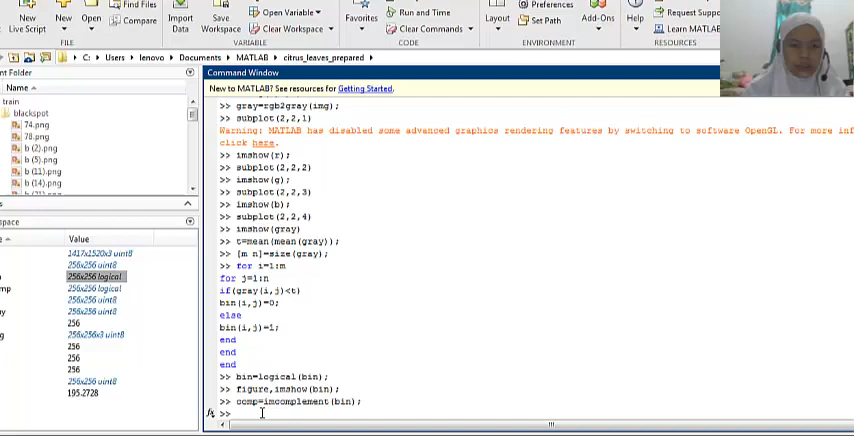 Find Files
New
Live Script
New
Open
Compare
Import
Data
Save
Workspace
Open Variable
Clear Workspace
Favorites
Run and Time
Clear Commands
Layout
Preferences
Set Path
Add-Ons
Help
Request Suppo
Learn MATLAB
FILE
VARIABLE
CODE
ENVIRONMENT
RESOURCES
C: Users lenovo Documents MATLAB citrus_leaves_prepared
Folder
Name
train
blackspot
74.png
78.png
b (2).png
b (5).png
b (11).png
b (14).png
Value
1417x1520x3 uint8
256x256 uint8
256x256 logical
256x256 logical
256x256 uint8
256x256 uint8
256
256x256x3 uint8
256
256
256
256x256 uint8
195.2728
Command Window
New to MATLAB? See resources for Getting Started.
>> gray=rgb2gray(img);
>> subplot(2,2,1)
Warning: MATLAB has disabled some advanced graphics rendering features by switching to software OpenGL. For more inf
click here.
>> imshow(r);
>> subplot(2,2,2)
>> imshow(g);
>> subplot(2,2,3)
>> imshow(b);
>> subplot(2,2,4)
>> imshow(gray)
>> t=mean(mean(gray));
>> [m n]=size(gray);
>> for i=1:m
for j=1:n
if(gray(i,j)<t)
bin(i,j)=0;
else
bin(i,j)=1;
end
end
end
>> bin=logical(bin);
>> figure,imshow(bin);
>> comp=imcomplement(bin);
fx >>